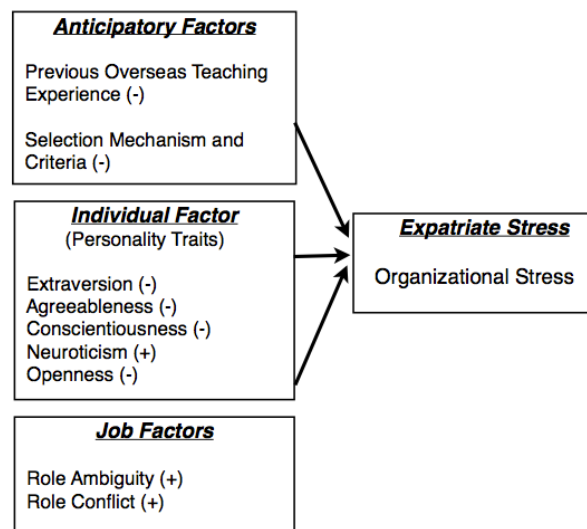 Anticipatory Factors
Previous Overseas Teaching
Experience (-)
Selection Mechanism and
Criteria (-)
Individual Factor
(Personality Traits)
Extraversion (-)
Agreeableness (-)
Conscientiousness (-)
Neuroticism (+)
Openness (-)
Job Factors
Role Ambiguity (+)
Role Conflict (+)
Expatriate Stress
Organizational Stress